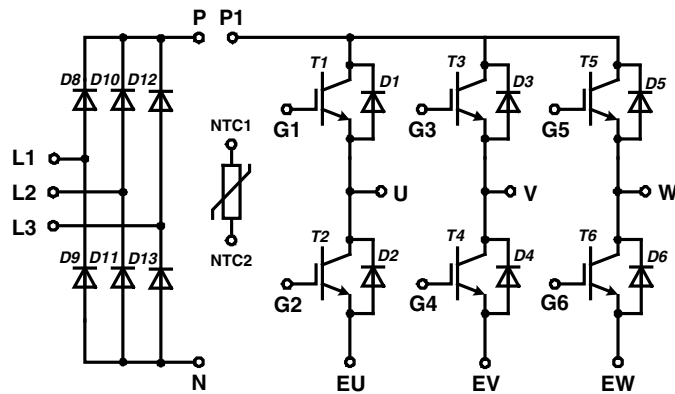 P P1
T1 T3 T5
D8 D10 D12 D1 D3 D5
G1 G3 G5
NTC1
L1
L2 U V W
L3
T2 T4 T6
D9 D11 D13 NTC2 D2 D4 D6
G2 G4 G6
N EU EV EW